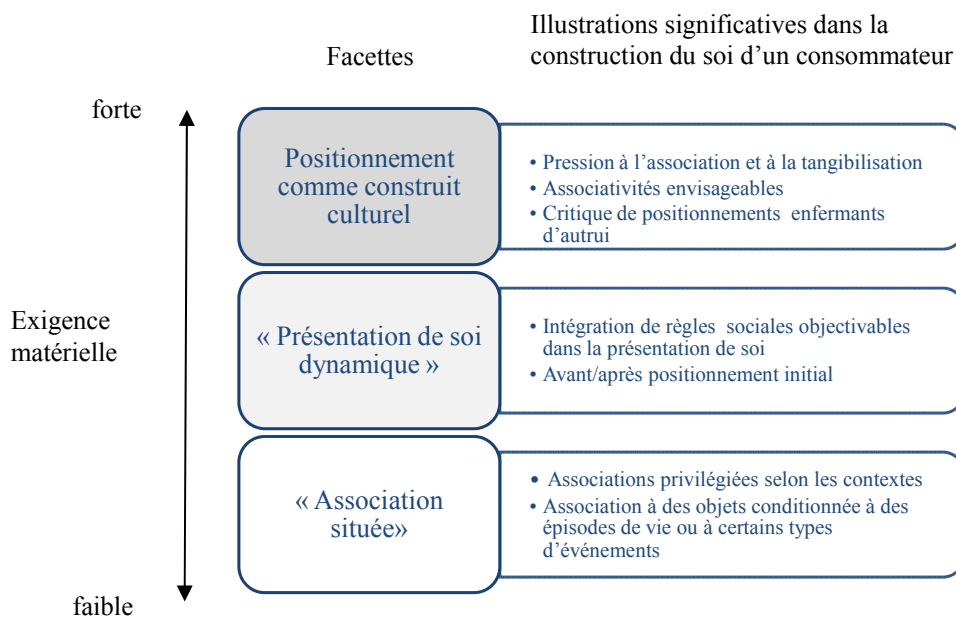 Facettes
Illustrations significatives dans la
construction du soi d’un consommateur
forte
Exigence
matérielle
faible
Positionnement
comme construit
culturel
• Pression à l’association et à la tangibilisation
• Associativités envisageables
• Critique de positionnements enfermants
d’autrui
« Présentation de soi
dynamique »
• Intégration de règles sociales objectivables
dans la présentation de soi
• Avant/après positionnement initial
« Association
située»
• Associations privilégiées selon les contextes
• Association à des objets conditionnée à des
épisodes de vie ou à certains types
d’événements